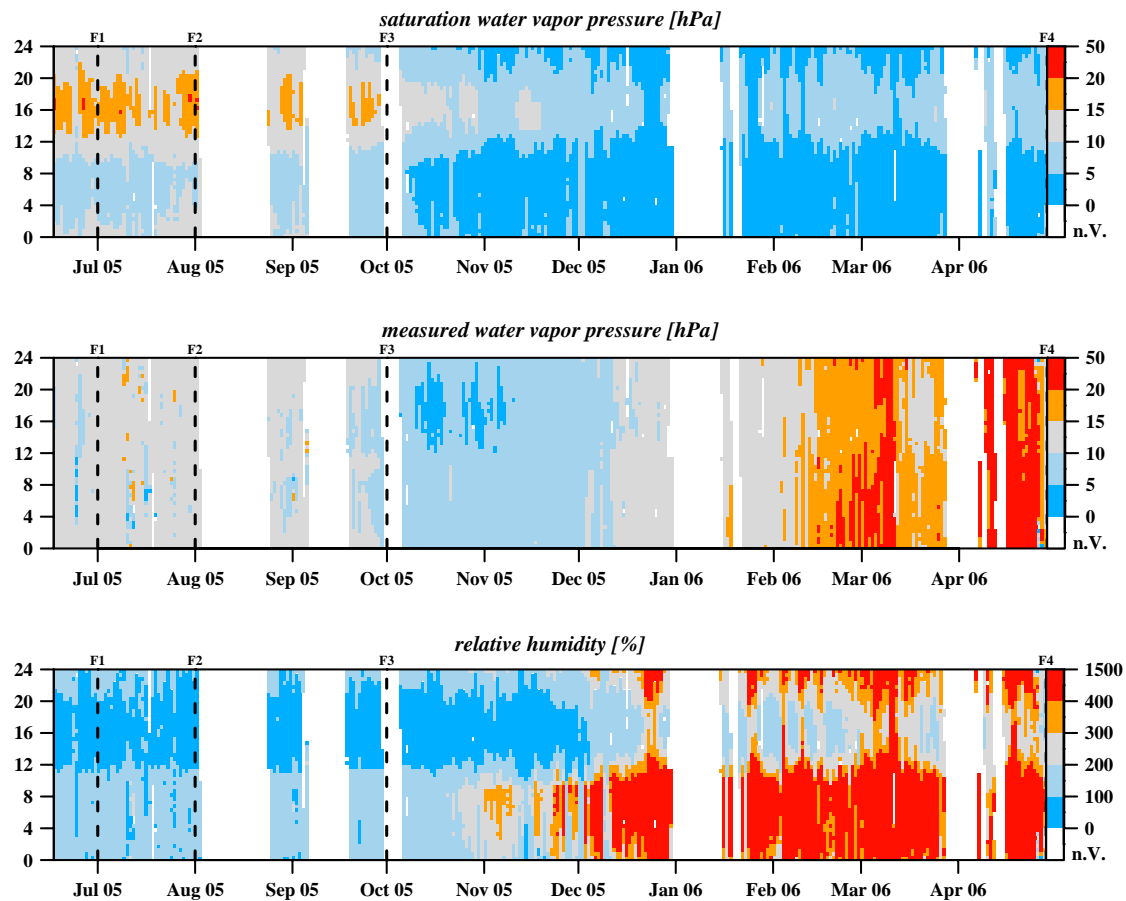 saturation water vapor pressure [hPa]
F1 F2 F3 F4
24 50
20 20
16 15
12 10
8 5
4 0
0 n.V.
Jul 05 Aug 05 Sep 05 Oct 05 Nov 05 Dec 05 Jan 06 Feb 06 Mar 06 Apr 06
measured water vapor pressure [hPa]
F1 F2 F3 F4
24 50
20 20
16 15
12 10
8 5
4 0
0 n.V.
Jul 05 Aug 05 Sep 05 Oct 05 Nov 05 Dec 05 Jan 06 Feb 06 Mar 06 Apr 06
relative humidity [%]
F1 F2 F3 F4
24 1500
20 400
16 300
12 200
8 100
4 0
0 n.V.
Jul 05 Aug 05 Sep 05 Oct 05 Nov 05 Dec 05 Jan 06 Feb 06 Mar 06 Apr 06